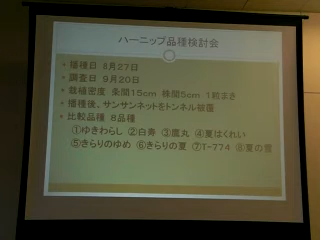 ハーニップ品種検討会
播種日 8月27日
調査日 9月20日
栽植密度 条間15cm 株間5cm 1粒まき
播種後、サンサンネットをトンネル被覆
比較品種 8品種
①ゆきわらし ②白寿 ③鷹丸 ④夏はくれい
⑤きらりのゆめ ⑥きらりの夏 ⑦T-774 ⑧夏の雪